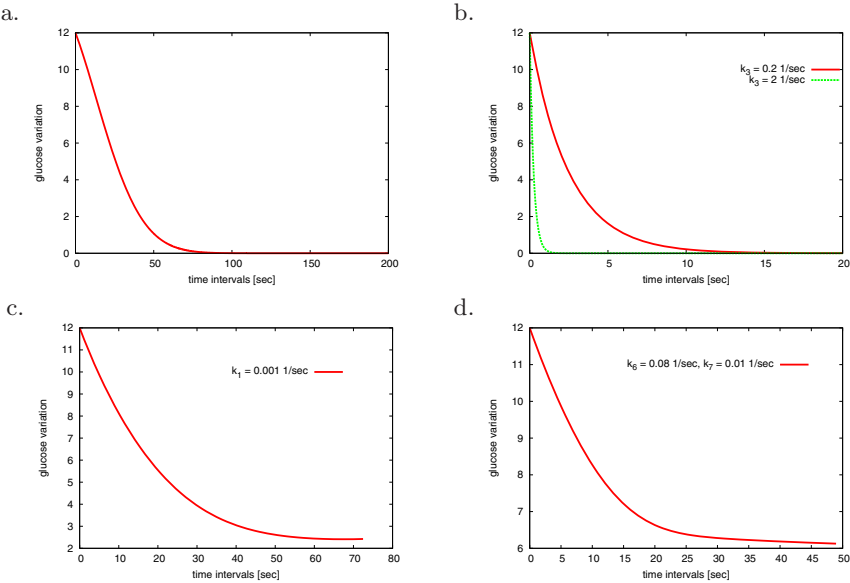 a.
12
10
8
6
4
2
0
glucose variation
0 50 100 150 200
time intervals [sec]
b.
12
10
8
6
4
2
0
glucose variation
k3 = 0.2 1/sec
k3 = 2 1/sec
0 5 10 15 20
time intervals [sec]
c.
12
11
10
9
8
7
6
5
4
3
2
glucose variation
k1 = 0.001 1/sec
0 10 20 30 40 50 60 70 80
time intervals [sec]
d.
12
11
10
9
8
7
6
glucose variation
k6 = 0.08 1/sec, k7 = 0.01 1/sec
0 5 10 15 20 25 30 35 40 45 50
time intervals [sec]